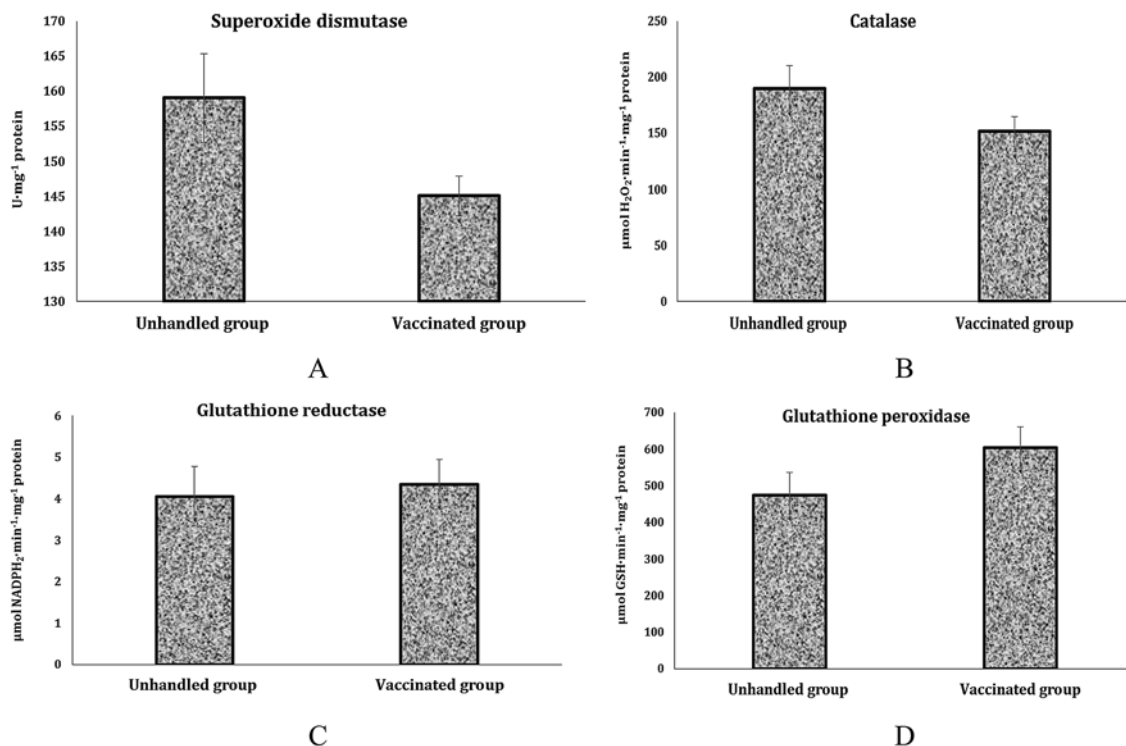 Superoxide dismutase
U·mg⁻¹ protein
170
165
160
155
150
145
140
135
130
Unhandled group Vaccinated group
A
Catalase
µmol H₂O₂·min⁻¹·mg⁻¹ protein
250
200
150
100
50
0
Unhandled group Vaccinated group
B
Glutathione reductase
µmol NADPH₂·min⁻¹·mg⁻¹ protein
6
5
4
3
2
1
0
Unhandled group Vaccinated group
C
Glutathione peroxidase
µmol GSH·min⁻¹·mg⁻¹ protein
700
600
500
400
300
200
100
0
Unhandled group Vaccinated group
D